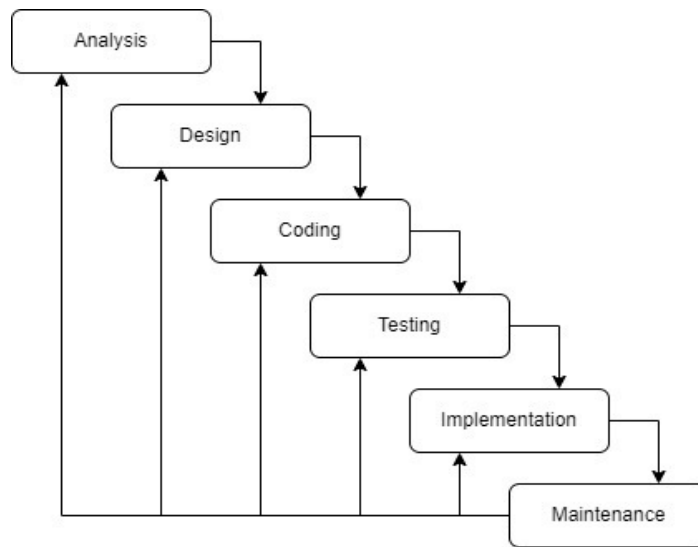 Analysis
Design
Coding
Testing
Implementation
Maintenance